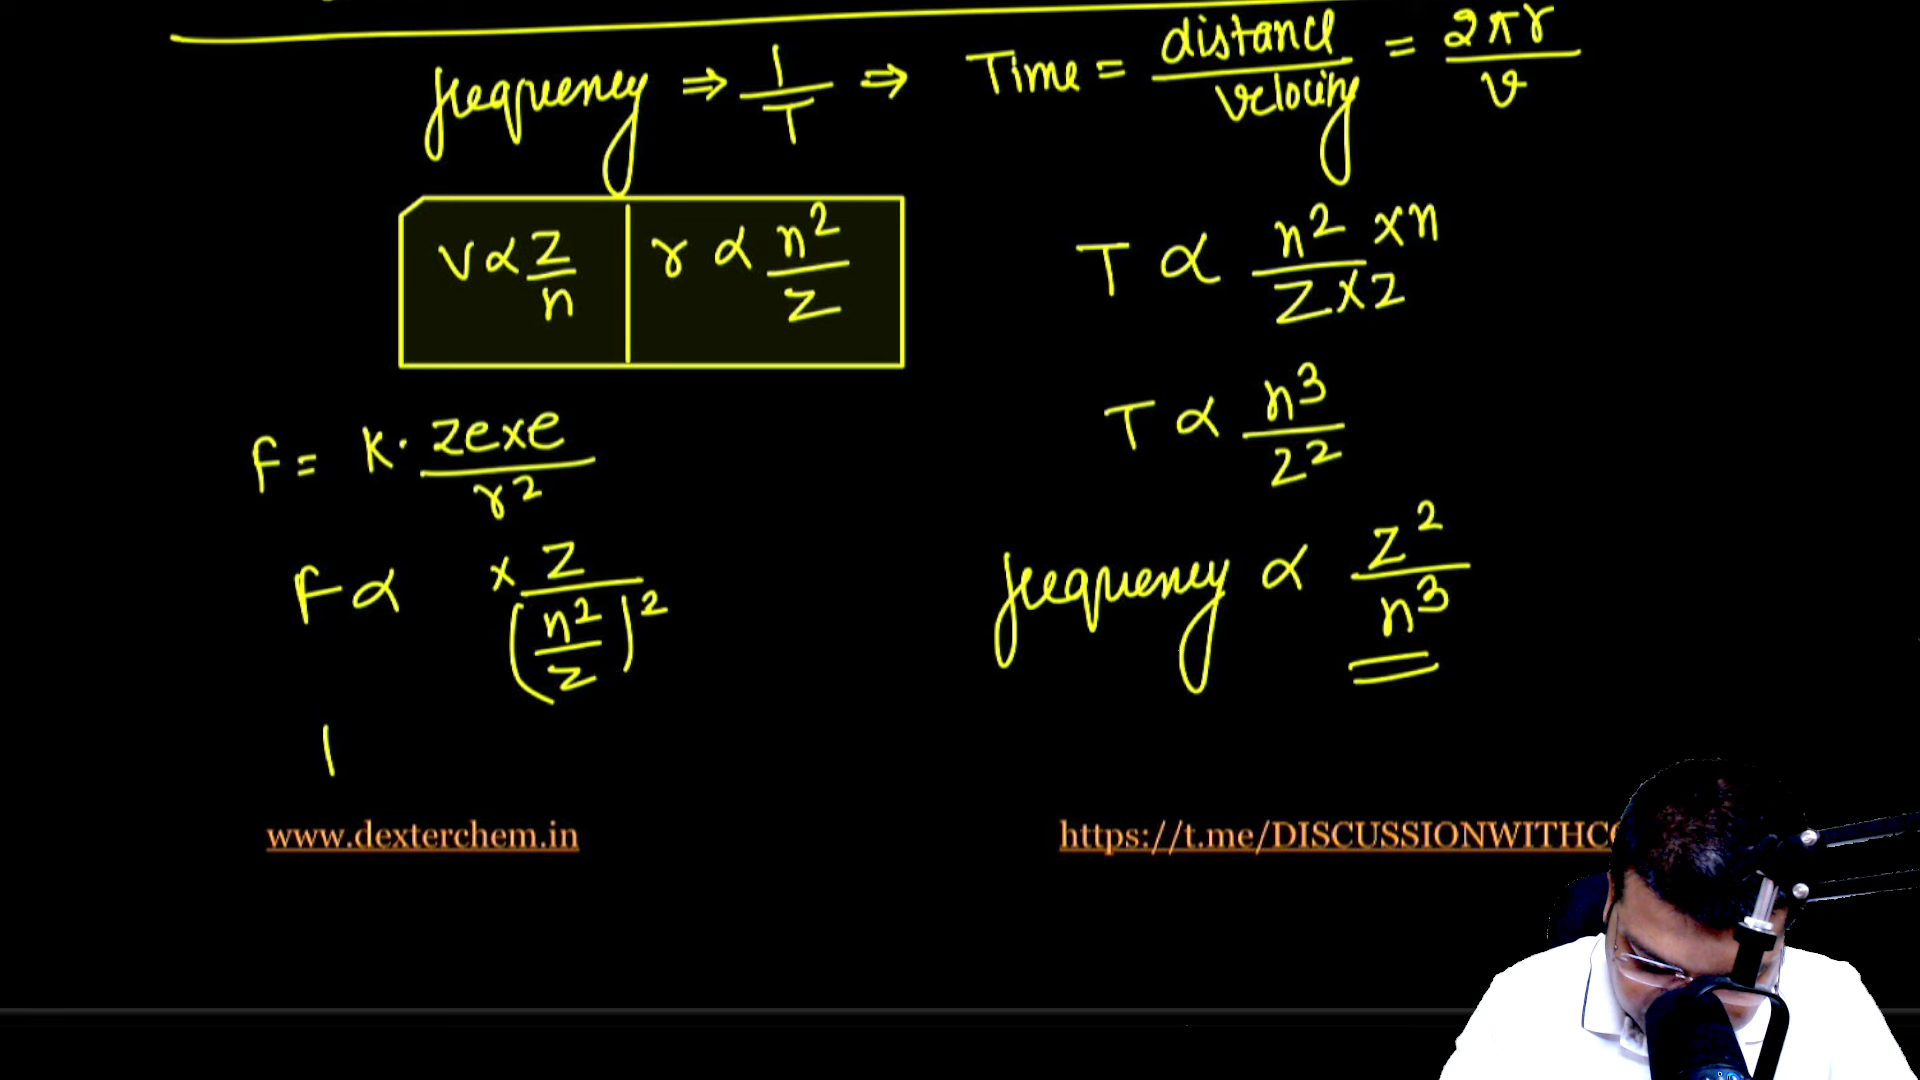 frequency ⇒ 1/T ⇒ Time = distance/velocity = 2πr/v
v ∝ Z/n | r ∝ n²/Z
T ∝ n² × n / Z × Z
T ∝ n³/Z²
F = K · Ze×e / r²
F ∝ × Z / (n²/Z)²
frequency ∝ Z²/n³
www.dexterchem.in
https://t.me/DISCUSSIONWITHC